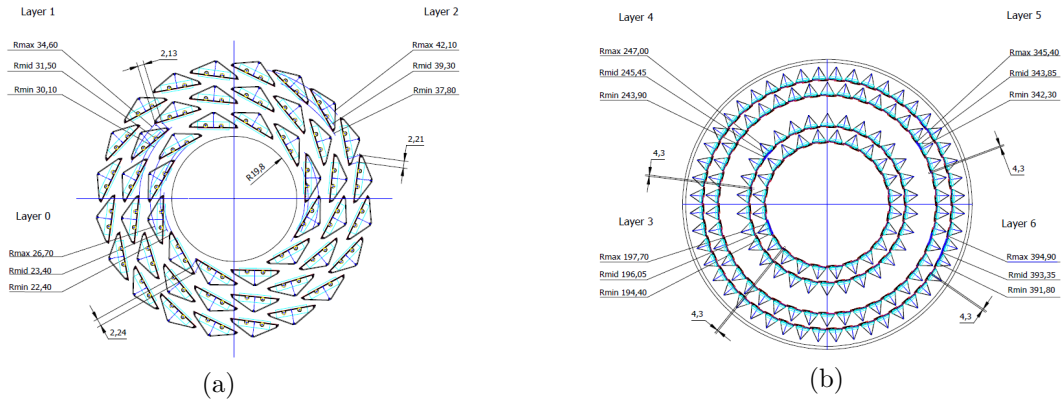 Layer 1
Layer 2
Rmax 34,60
Rmid 31,50
Rmin 30,10
2,13
Rmax 42,10
Rmid 39,30
Rmin 37,80
2,21
R19,8
Layer 0
Rmax 26,70
Rmid 23,40
Rmin 22,40
2,24
(a)
Layer 4
Layer 5
Rmax 247,00
Rmid 245,45
Rmin 243,90
Rmax 345,40
Rmid 343,85
Rmin 342,30
4,3
4,3
Layer 3
Layer 6
Rmax 197,70
Rmid 196,05
Rmin 194,40
Rmax 394,90
Rmid 393,35
Rmin 391,80
4,3
4,3
(b)